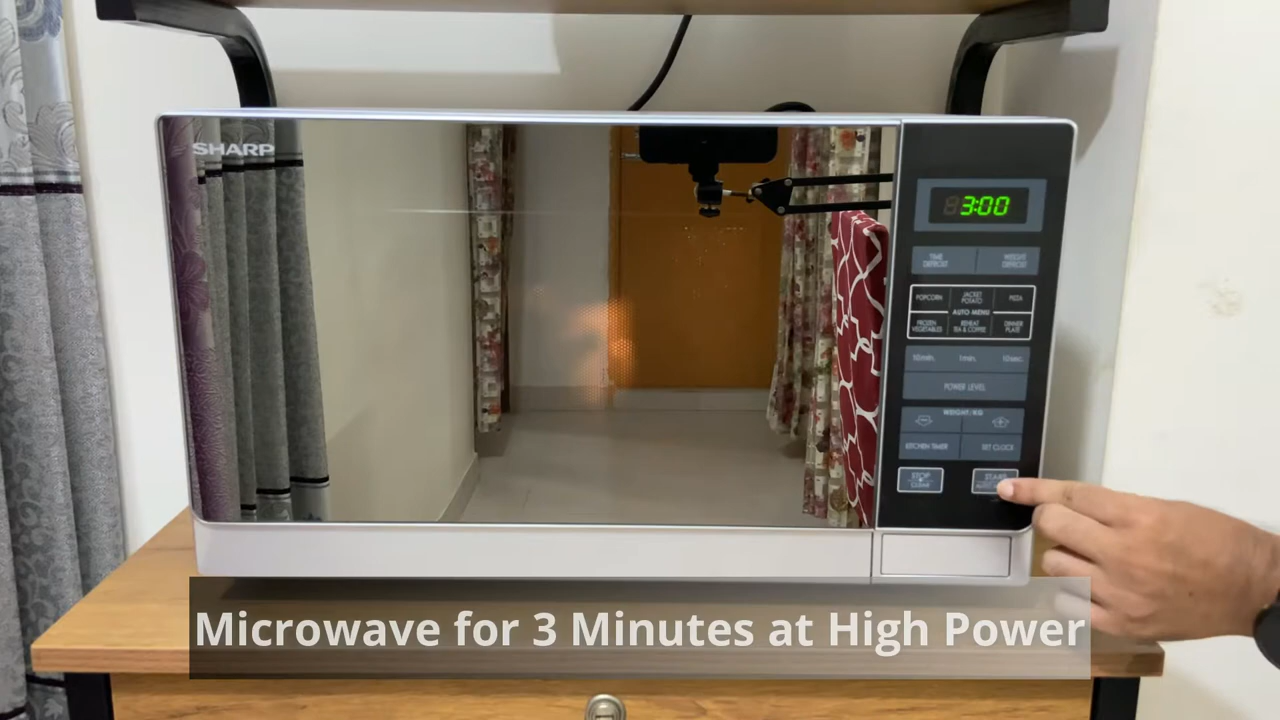 SHARP
3:00
TIME
DEFROST
WEIGHT
DEFROST
POPCORN
JACKET
POTATO
PIZZA
AUTO MENU
FROZEN
VEGETABLES
REHEAT
TEA & COFFEE
DINNER
PLATE
10min.
1min.
10sec.
POWER LEVEL
WEIGHT/KG
KITCHEN TIMER
SET CLOCK
STOP
CLEAR
START
Microwave for 3 Minutes at High Power